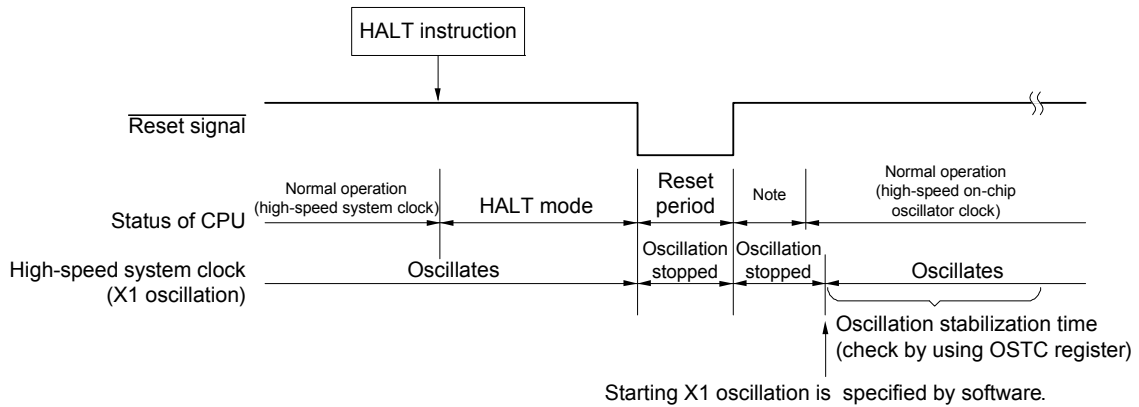 HALT instruction
Reset signal
Status of CPU
Normal operation
(high-speed system clock)
HALT mode
Reset
period
Note
Normal operation
(high-speed on-chip
oscillator clock)
High-speed system clock
(X1 oscillation)
Oscillates
Oscillation
stopped
Oscillation
stopped
Oscillates
Oscillation stabilization time
(check by using OSTC register)
Starting X1 oscillation is specified by software.